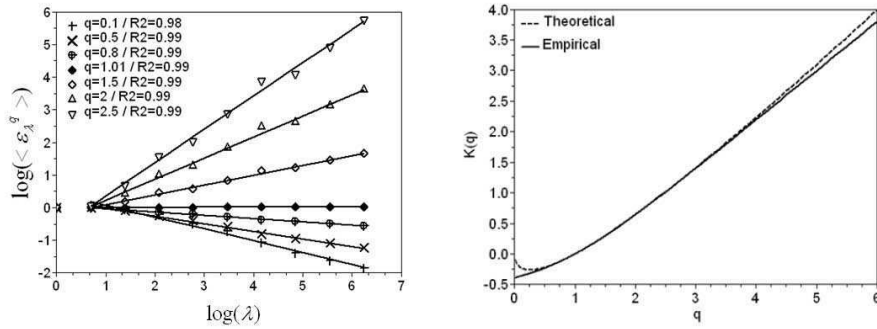 6
5
4
3
2
1
0
-1
-2
log(< ε_λ^q >)
q=0.1 / R2=0.98
q=0.5 / R2=0.99
q=0.8 / R2=0.99
q=1.01 / R2=0.99
q=1.5 / R2=0.99
q=2 / R2=0.99
q=2.5 / R2=0.99
0 1 2 3 4 5 6 7
log(λ)
4.0
3.5
3.0
2.5
2.0
1.5
1.0
0.5
0.0
-0.5
K(q)
Theoretical
Empirical
0 1 2 3 4 5 6
q